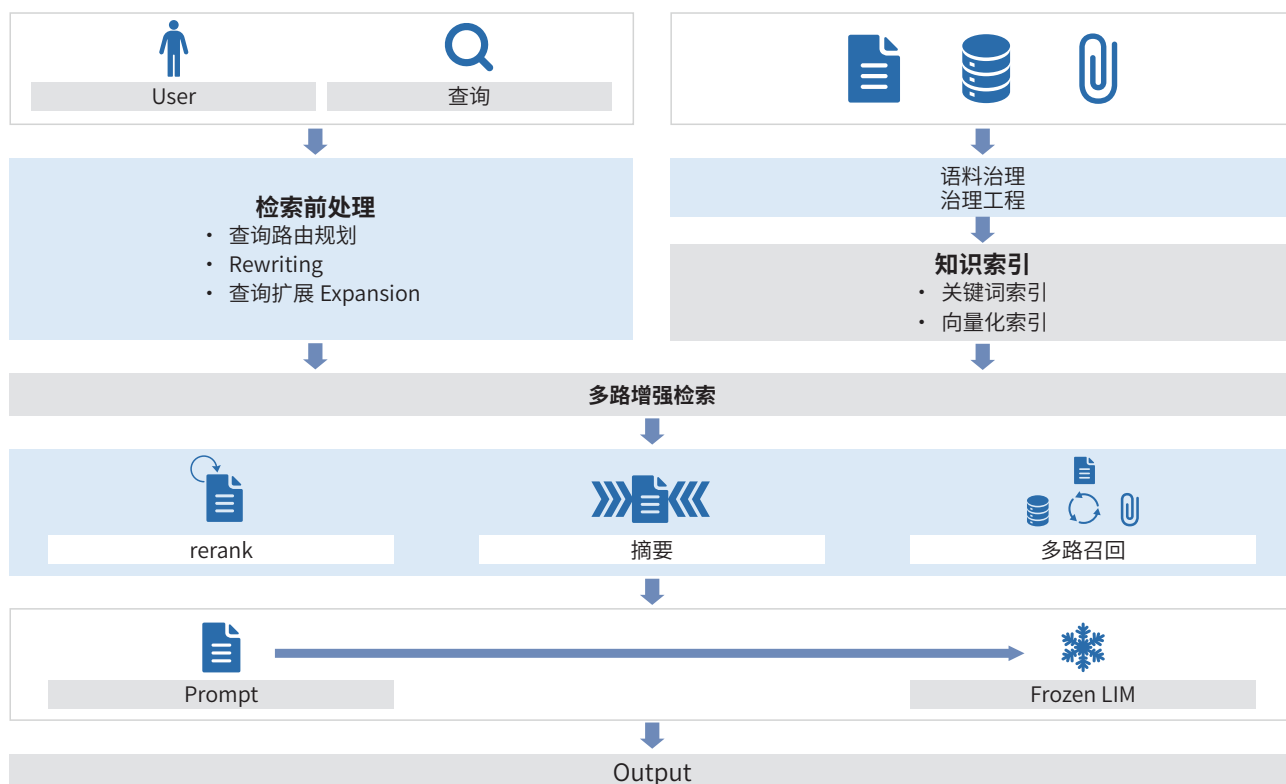 User
查询
检索前处理
· 查询路由规划
· Rewriting
· 查询扩展 Expansion
语料治理
治理工程
知识索引
· 关键词索引
· 向量化索引
多路增强检索
rerank
摘要
多路召回
Prompt
Frozen LIM
Output